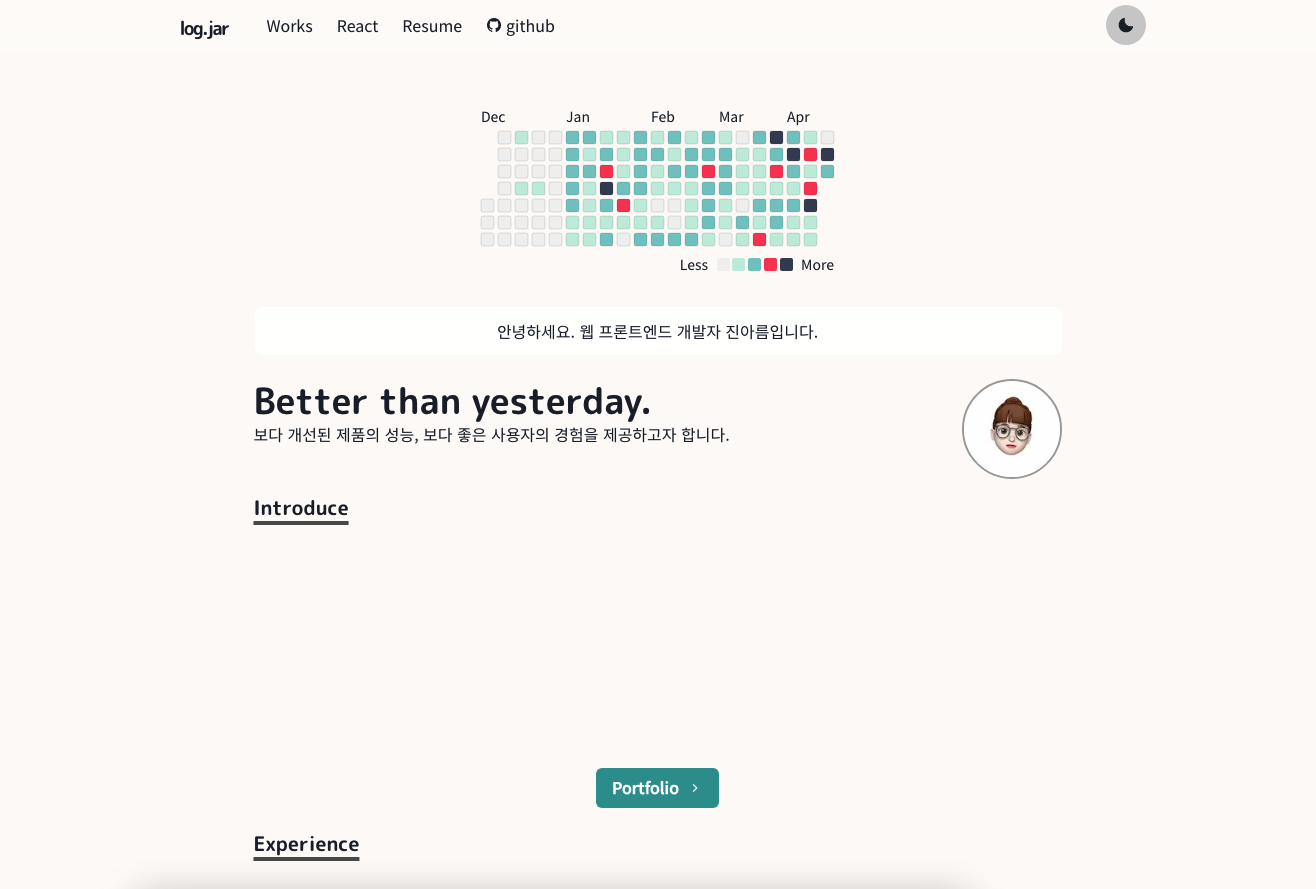 log.jar Works React Resume github
Dec Jan Feb Mar Apr
Less More
안녕하세요. 웹 프론트엔드 개발자 진아름입니다.
Better than yesterday.
보다 개선된 제품의 성능, 보다 좋은 사용자의 경험을 제공하고자 합니다.
Introduce
Portfolio
Experience